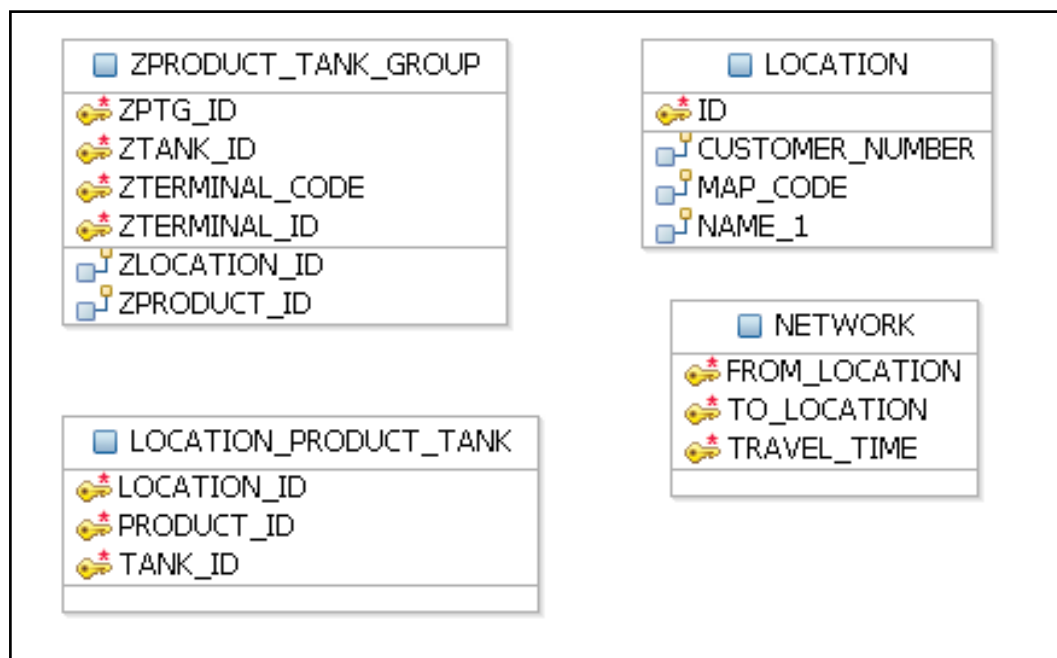 ZPRODUCT_TANK_GROUP
ZPTG_ID
ZTANK_ID
ZTERMINAL_CODE
ZTERMINAL_ID
ZLOCATION_ID
ZPRODUCT_ID
LOCATION
ID
CUSTOMER_NUMBER
MAP_CODE
NAME_1
LOCATION_PRODUCT_TANK
LOCATION_ID
PRODUCT_ID
TANK_ID
NETWORK
FROM_LOCATION
TO_LOCATION
TRAVEL_TIME